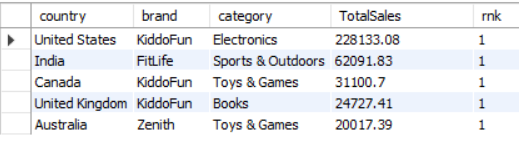 country brand category TotalSales rnk
United States KiddoFun Electronics 228133.08 1
India FitLife Sports & Outdoors 62091.83 1
Canada KiddoFun Toys & Games 31100.7 1
United Kingdom KiddoFun Books 24727.41 1
Australia Zenith Toys & Games 20017.39 1